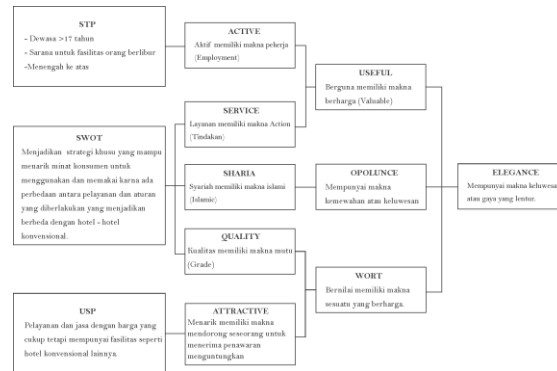 STP
- Dewasa >17 tahun
- Sarana untuk fasilitas orang berlibur
-Menengah ke atas
SWOT
Menjadikan strategi khusu yang mampu
menarik minat konsumen untuk
menggunakan dan memakai karna ada
perbedaan antara pelayanan dan aturan
yang diberlakukan yang menjadikan
berbeda dengan hotel - hotel
konvensional.
USP
Pelayanan dan jasa dengan harga yang
cukup tetapi mempunyai fasilitas seperti
hotel konvensional lainnya.
ACTIVE
Aktif memiliki makna pekerja
(Employment)
SERVICE
Layanan memiliki makna Action
(Tindakan)
SHARIA
Syariah memiliki makna islami
(Islamic)
QUALITY
Kualitas memiliki makna mutu
(Grade)
ATTRACTIVE
Menarik memiliki makna
mendorong seseorang untuk
menerima penawaran
menguntungkan
USEFUL
Berguna memiliki makna
berharga (Valuable)
OPOLUNCE
Mempunyai makna
kemewahan atau keluwesan
WORT
Bernilai memiliki makna
sesuatu yang berharga.
ELEGANCE
Mempunyai makna keluwesan
atau gaya yang lentur.